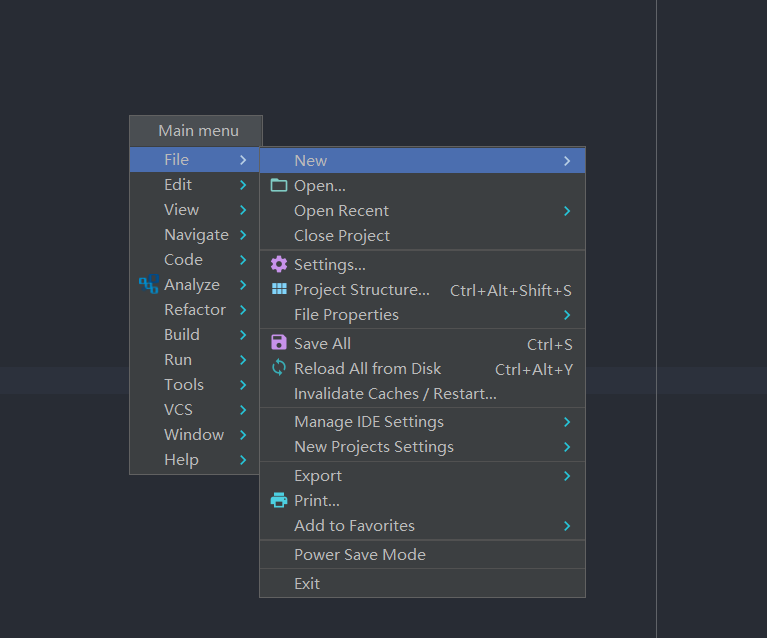 Main menu
File
Edit
View
Navigate
Code
Analyze
Refactor
Build
Run
Tools
VCS
Window
Help
New
Open...
Open Recent
Close Project
Settings...
Project Structure... Ctrl+Alt+Shift+S
File Properties
Save All Ctrl+S
Reload All from Disk Ctrl+Alt+Y
Invalidate Caches / Restart...
Manage IDE Settings
New Projects Settings
Export
Print...
Add to Favorites
Power Save Mode
Exit